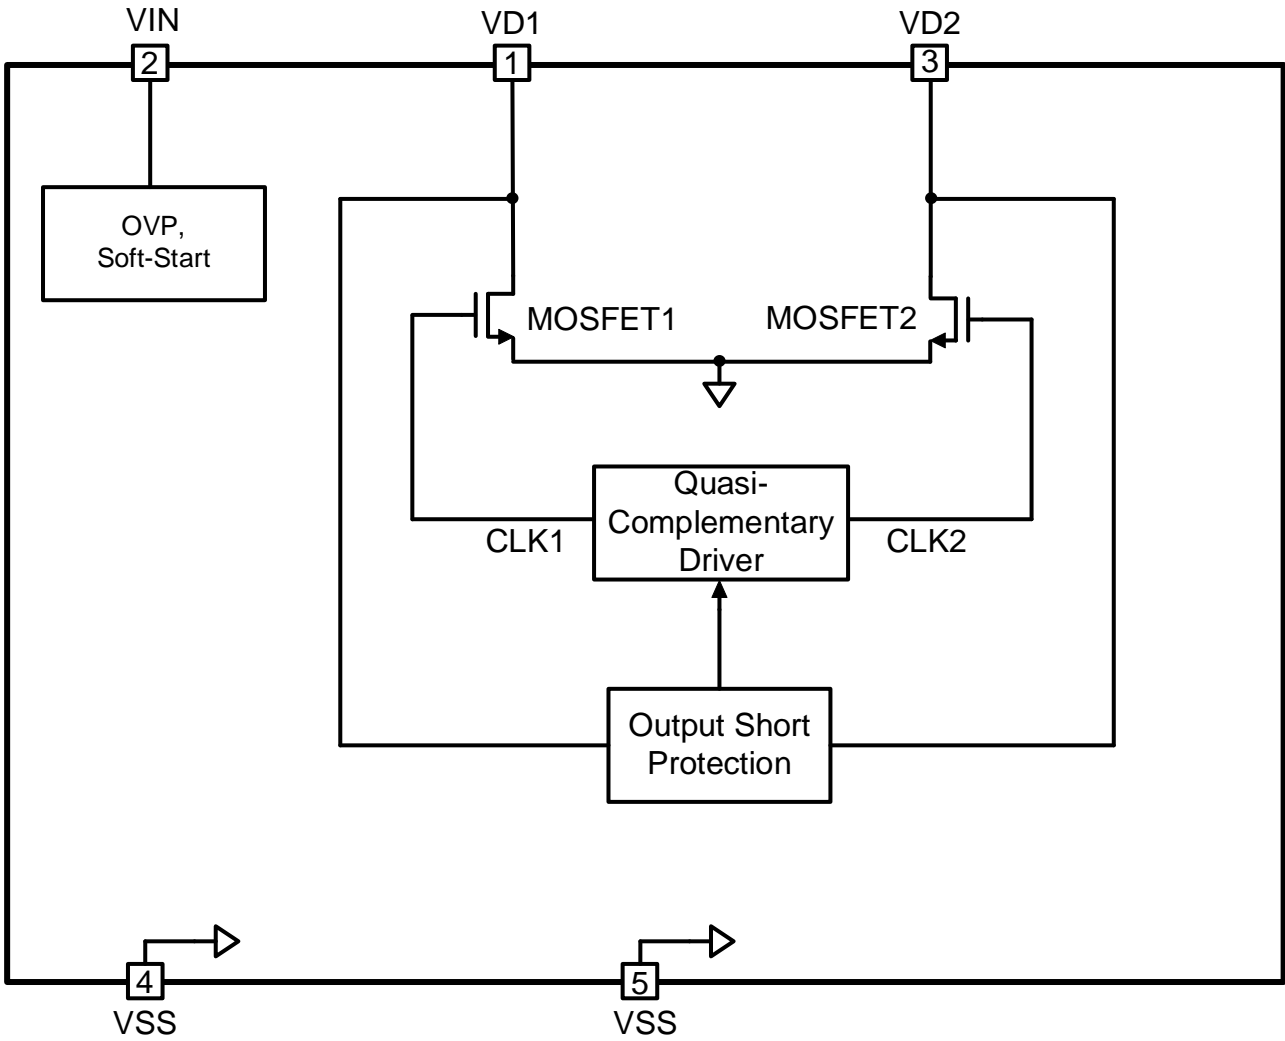 VIN
VD1
VD2
2
1
3
OVP,
Soft-Start
MOSFET1
MOSFET2
Quasi-
Complementary
Driver
CLK1
CLK2
Output Short
Protection
4
5
VSS
VSS